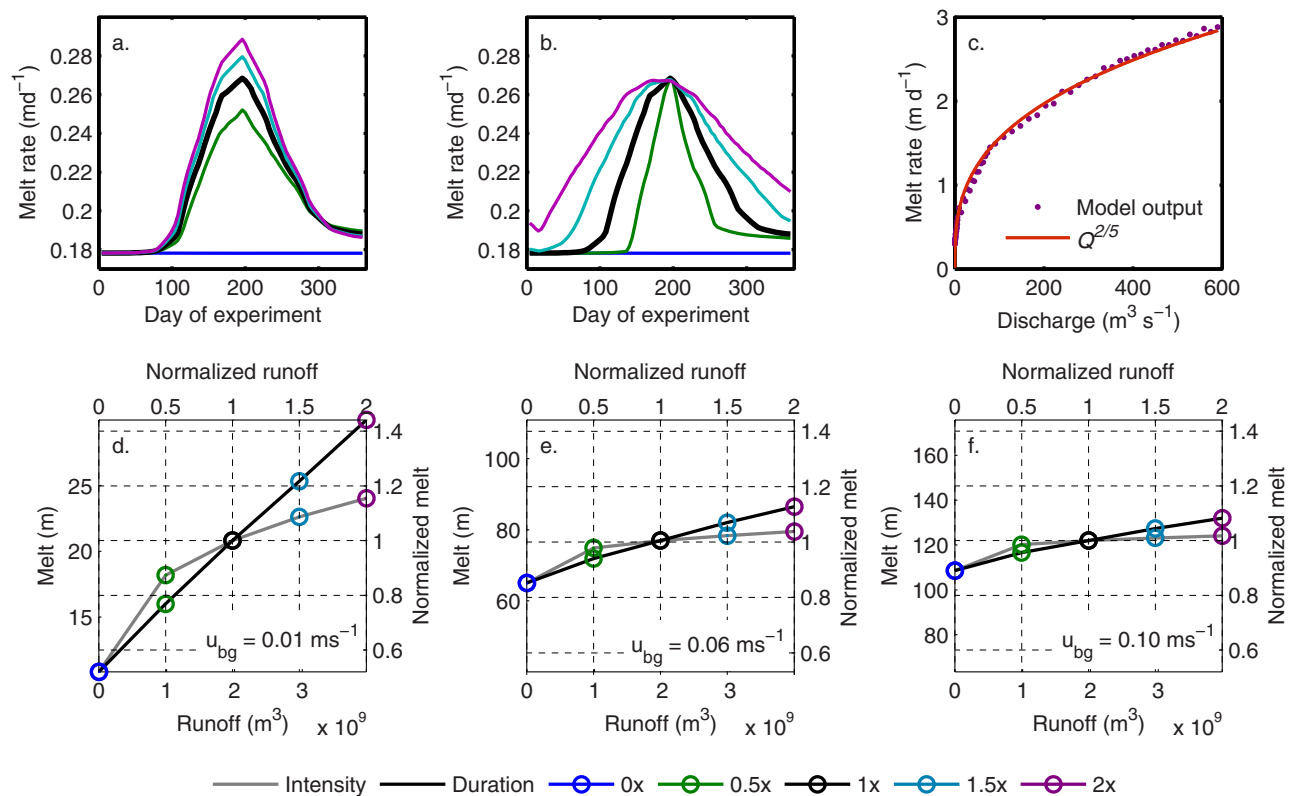 a.
Melt rate (md⁻¹)
0.28
0.26
0.24
0.22
0.2
0.18
0 100 200 300
Day of experiment
b.
Melt rate (md⁻¹)
0.28
0.26
0.24
0.22
0.2
0.18
0 100 200 300
Day of experiment
c.
Melt rate (m d⁻¹)
3
2
1
0
Model output
Q^2/5
0 200 400 600
Discharge (m³ s⁻¹)
Normalized runoff
0 0.5 1 1.5 2
d.
Melt (m)
25
20
15
1.4
1.2
1
0.8
0.6
Normalized melt
u_bg = 0.01 ms⁻¹
0 1 2 3
Runoff (m³) x 10⁹
Normalized runoff
0 0.5 1 1.5 2
e.
Melt (m)
100
80
60
1.4
1.2
1
0.8
0.6
Normalized melt
u_bg = 0.06 ms⁻¹
0 1 2 3
Runoff (m³) x 10⁹
Normalized runoff
0 0.5 1 1.5 2
f.
Melt (m)
160
140
120
100
80
1.4
1.2
1
0.8
0.6
Normalized melt
u_bg = 0.10 ms⁻¹
0 1 2 3
Runoff (m³) x 10⁹
Intensity Duration 0x 0.5x 1x 1.5x 2x